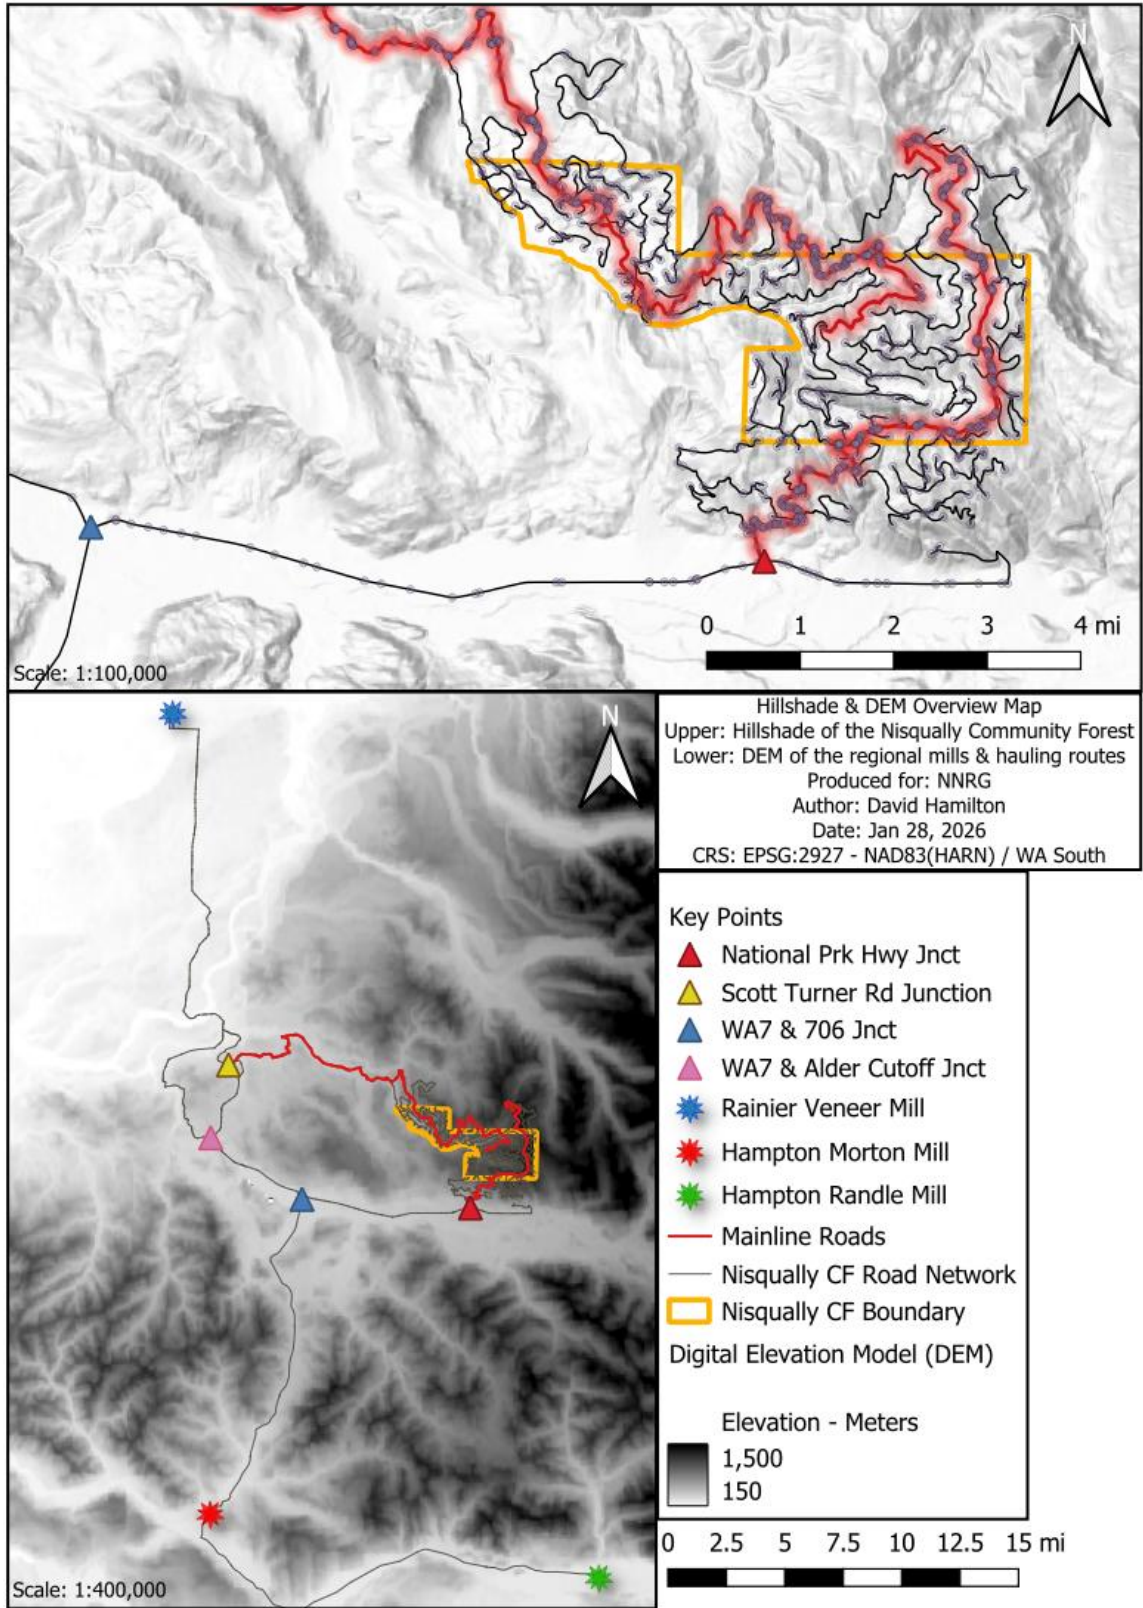 N
0 1 2 3 4 mi
Scale: 1:100,000
N
Scale: 1:400,000
Hillshade & DEM Overview Map
Upper: Hillshade of the Nisqually Community Forest
Lower: DEM of the regional mills & hauling routes
Produced for: NNRG
Author: David Hamilton
Date: Jan 28, 2026
CRS: EPSG:2927 - NAD83(HARN) / WA South
Key Points
National Prk Hwy Jnct
Scott Turner Rd Junction
WA7 & 706 Jnct
WA7 & Alder Cutoff Jnct
Rainier Veneer Mill
Hampton Morton Mill
Hampton Randle Mill
Mainline Roads
Nisqually CF Road Network
Nisqually CF Boundary
Digital Elevation Model (DEM)
Elevation - Meters
1,500
150
0 2.5 5 7.5 10 12.5 15 mi